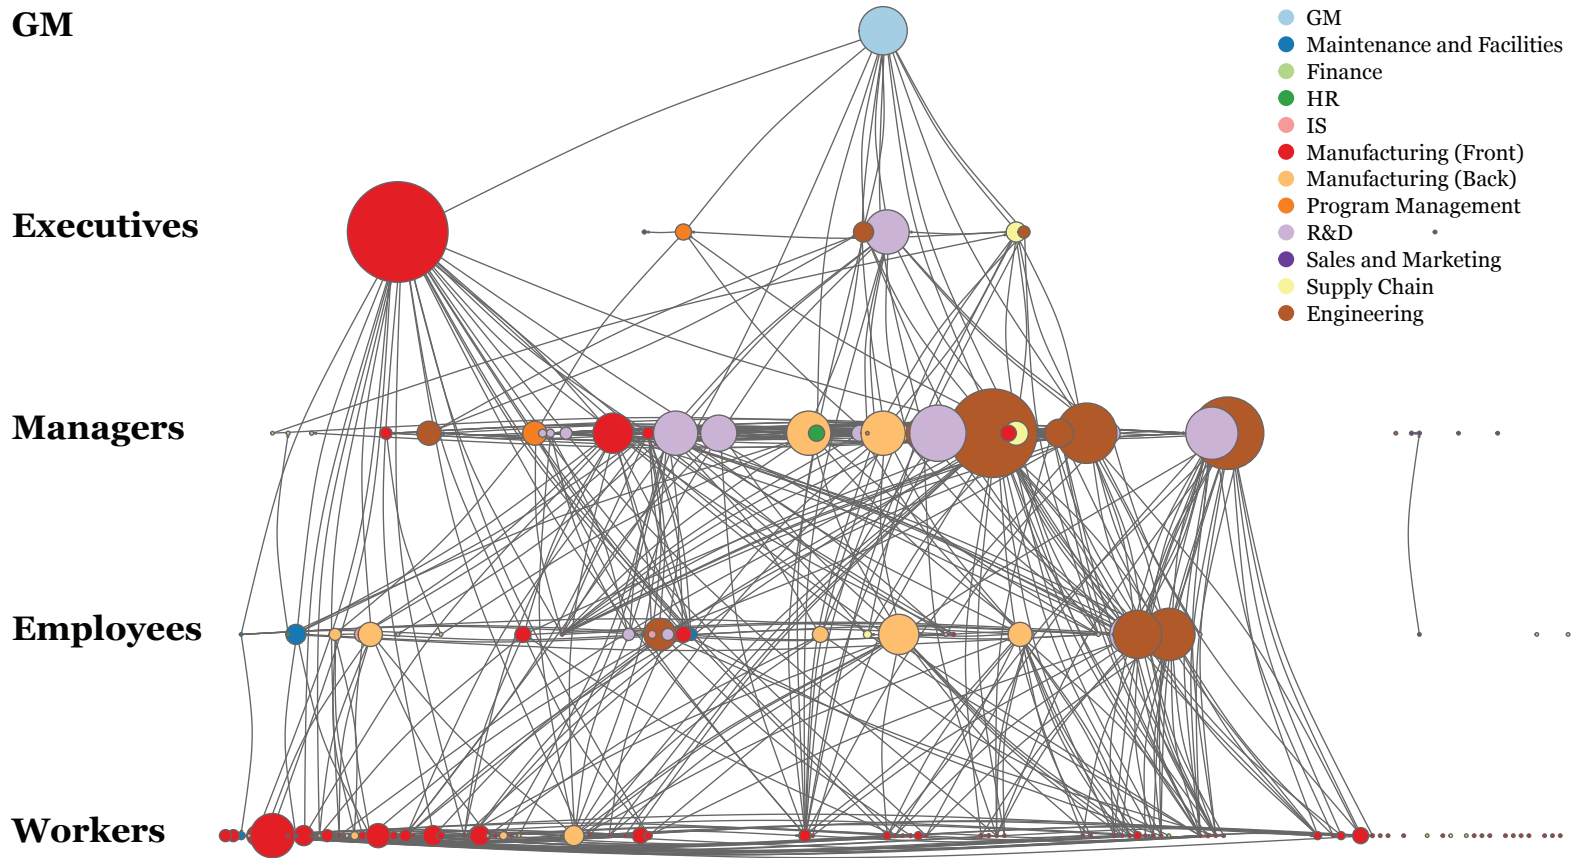 GM
GM
Maintenance and Facilities
Finance
HR
IS
Manufacturing (Front)
Manufacturing (Back)
Program Management
R&D
Sales and Marketing
Supply Chain
Engineering
Executives
Managers
Employees
Workers